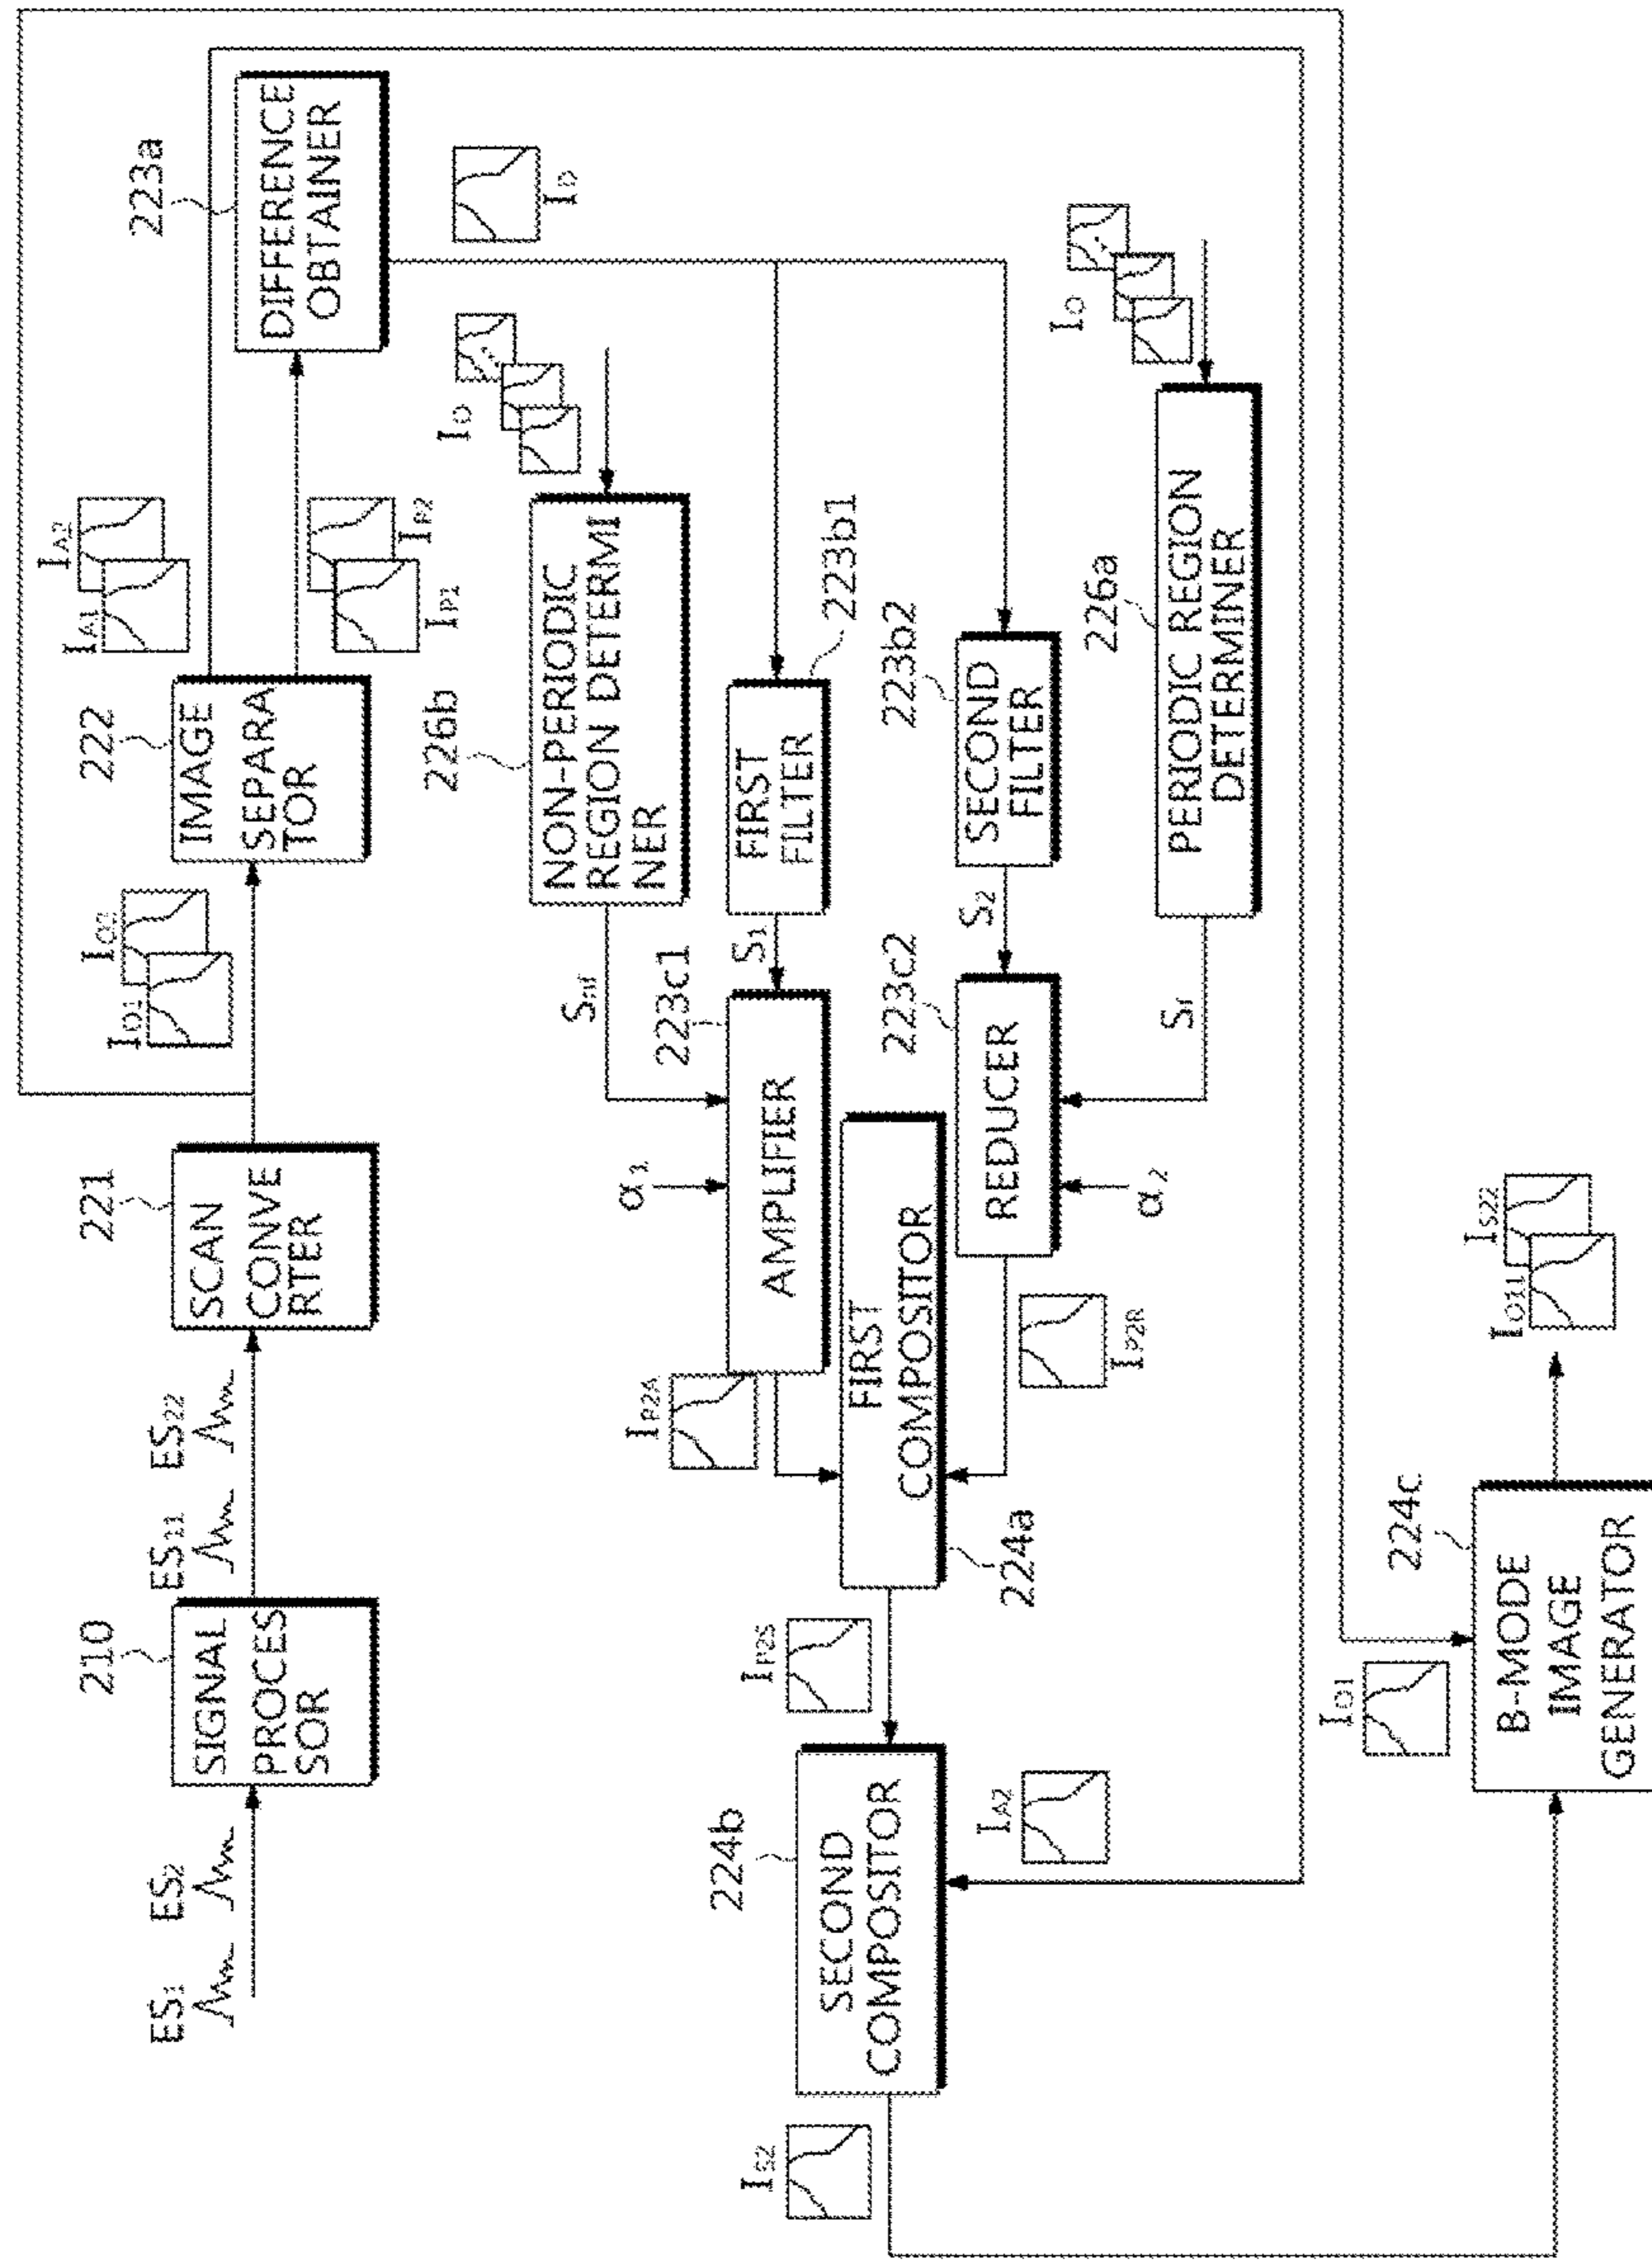 ES1 ES2
210
SIGNAL
PROCES
SOR
ES11 ES22
221
SCAN
CONVE
RTER
IO1 IO2
222
IMAGE
SEPARA
TOR
IA1 IA2
IP1 IP2
223a
DIFFERENCE
OBTAINER
ID
IO
226b
NON-PERIODIC
REGION DETERMI
NER
Snr
S1
FIRST
FILTER
223b1
223c1
α1
AMPLIFIER
IP2A
223b2
SECOND
FILTER
S2
223c2
REDUCER
α2
IP2R
IO
226a
PERIODIC REGION
DETERMINER
Sr
FIRST
COMPOSITOR
224a
IP2S
224b
SECOND
COMPOSITOR
IA2
IS2
IO1
224c
B-MODE
IMAGE
GENERATOR
IO11 IS22